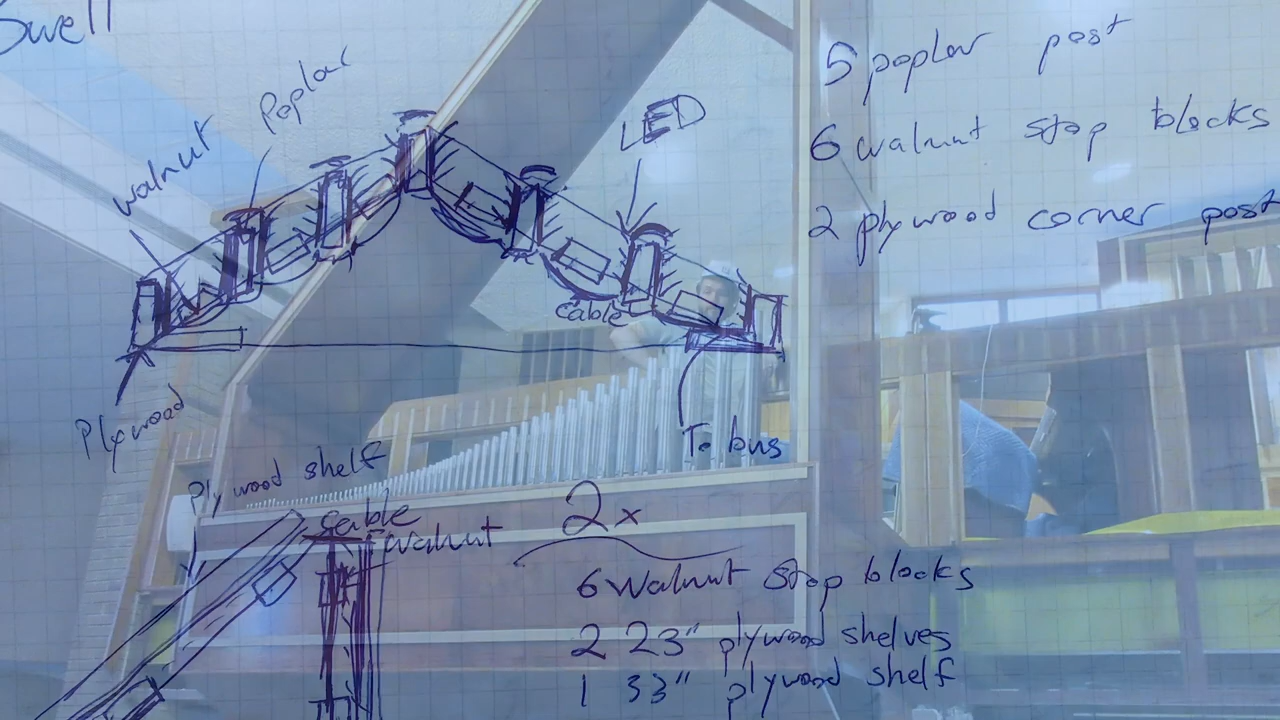 Swell
Poplar
walnut
LED
5 poplar post
6 walnut stop blocks
2 plywood corner post
cable
Plywood
To bus
plywood shelf
cable
walnut
2x
6 Walnut stop blocks
2 23" plywood shelves
1 33" plywood shelf